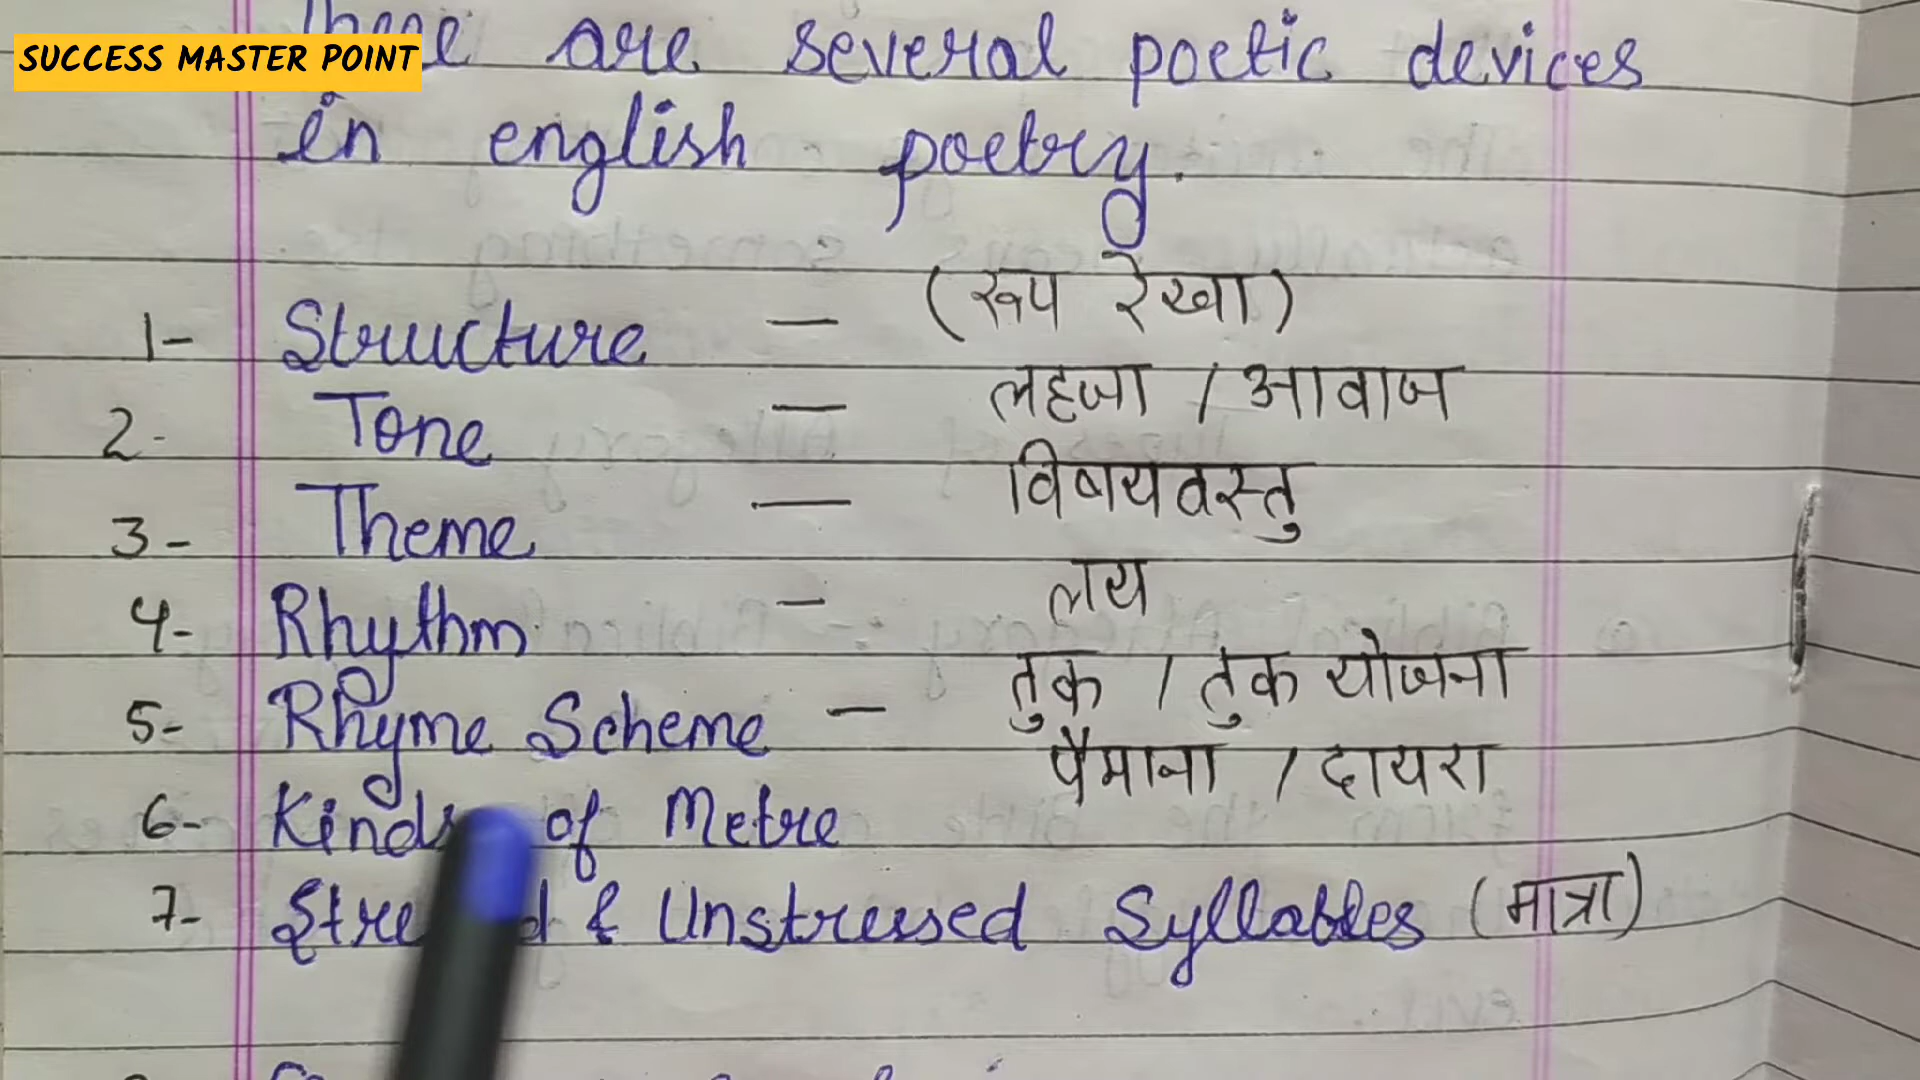 SUCCESS MASTER POINT
There are several poetic devices
in english poetry.
1- Structure — (रूप रेखा)
2- Tone — लहजा / आवाज
3- Theme — विषयवस्तु
4- Rhythm — लय
5- Rhyme Scheme — तुक / तुक योजना
6- Kinds of Metre पैमाना / दायरा
7- & Unstressed Syllables (मात्रा)